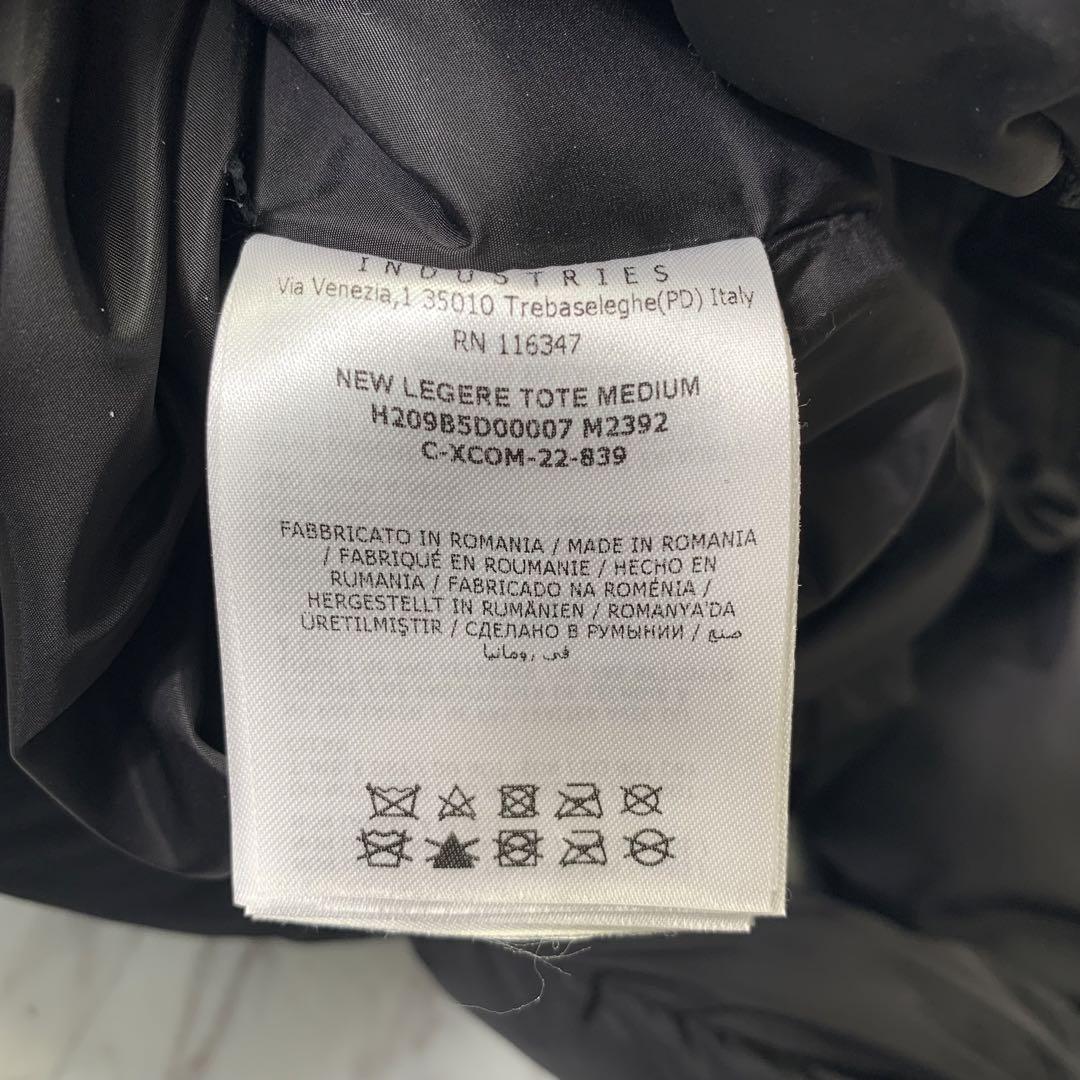 INDUSTRIES
Via Venezia,1 35010 Trebaseleghe(PD) Italy
RN 116347
NEW LEGERE TOTE MEDIUM
H209B5D00007 M2392
C-XCOM-22-839
FABBRICATO IN ROMANIA / MADE IN ROMANIA
/ FABRIQUÉ EN ROUMANIE / HECHO EN
RUMANIA / FABRICADO NA ROMÉNIA /
HERGESTELLT IN RUMÄNIEN / ROMANYA'DA
ÜRETILMIŞTIR / СДЕЛАНО В РУМЫНИИ / صنع
في رومانيا